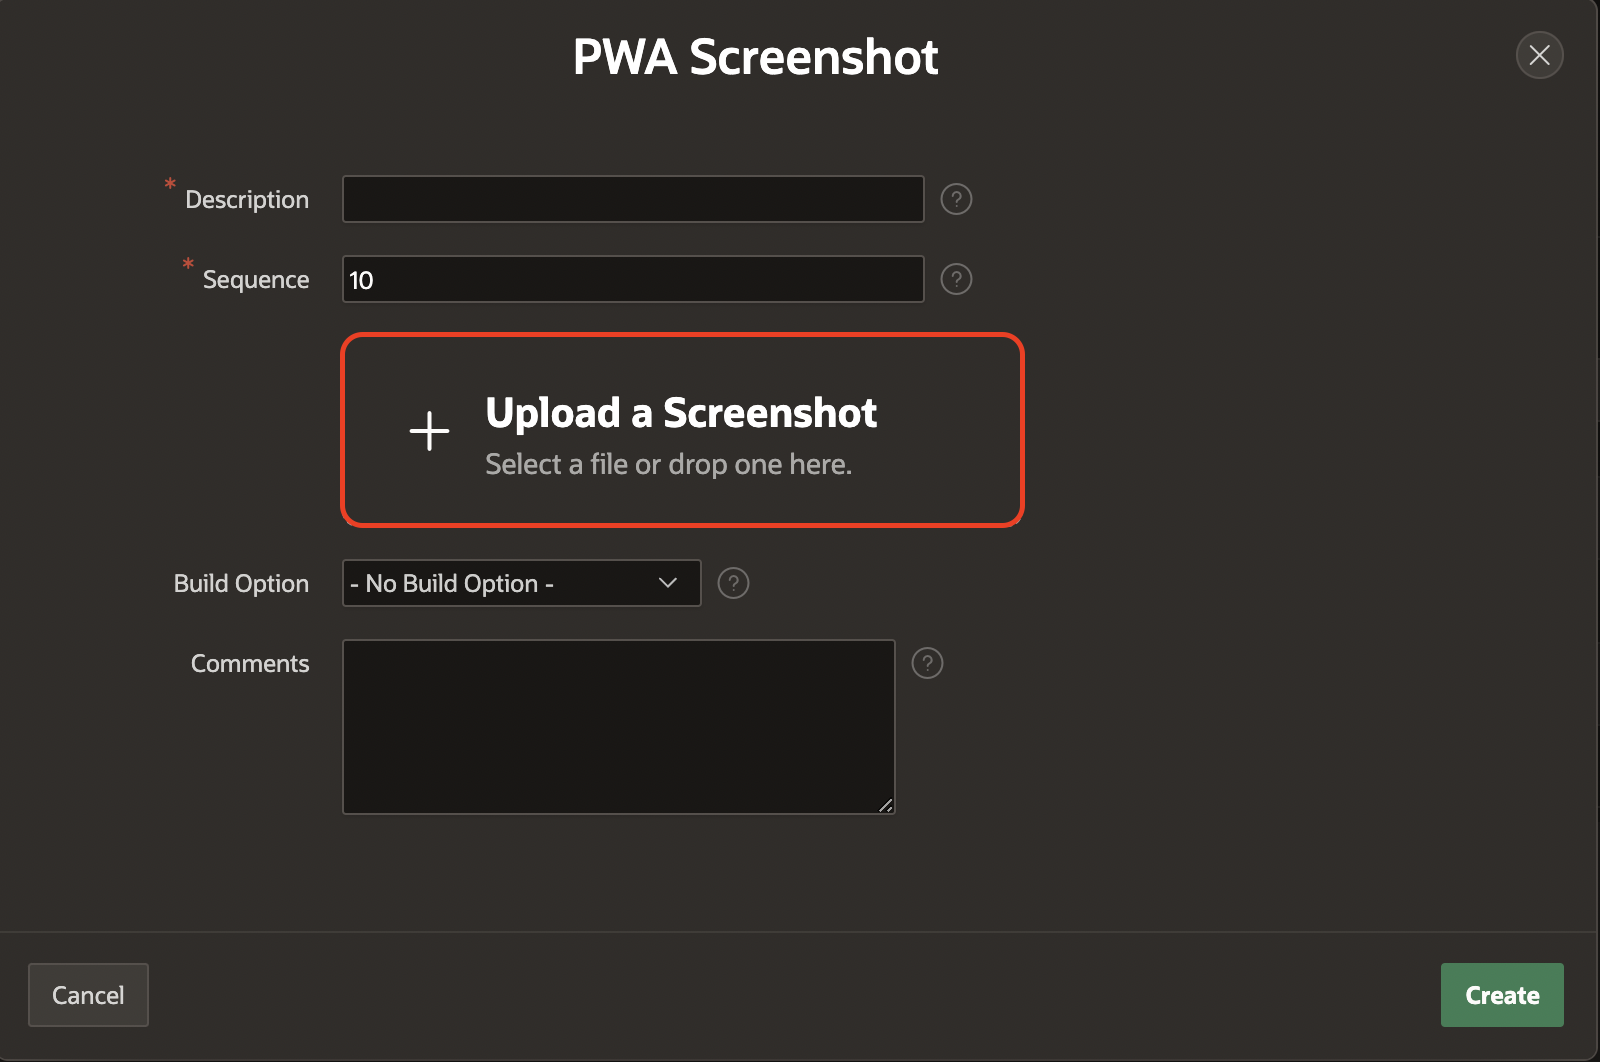 PWA Screenshot
* Description
?
* Sequence
10
?
Upload a Screenshot
Select a file or drop one here.
Build Option
- No Build Option -
?
Comments
?
Cancel
Create